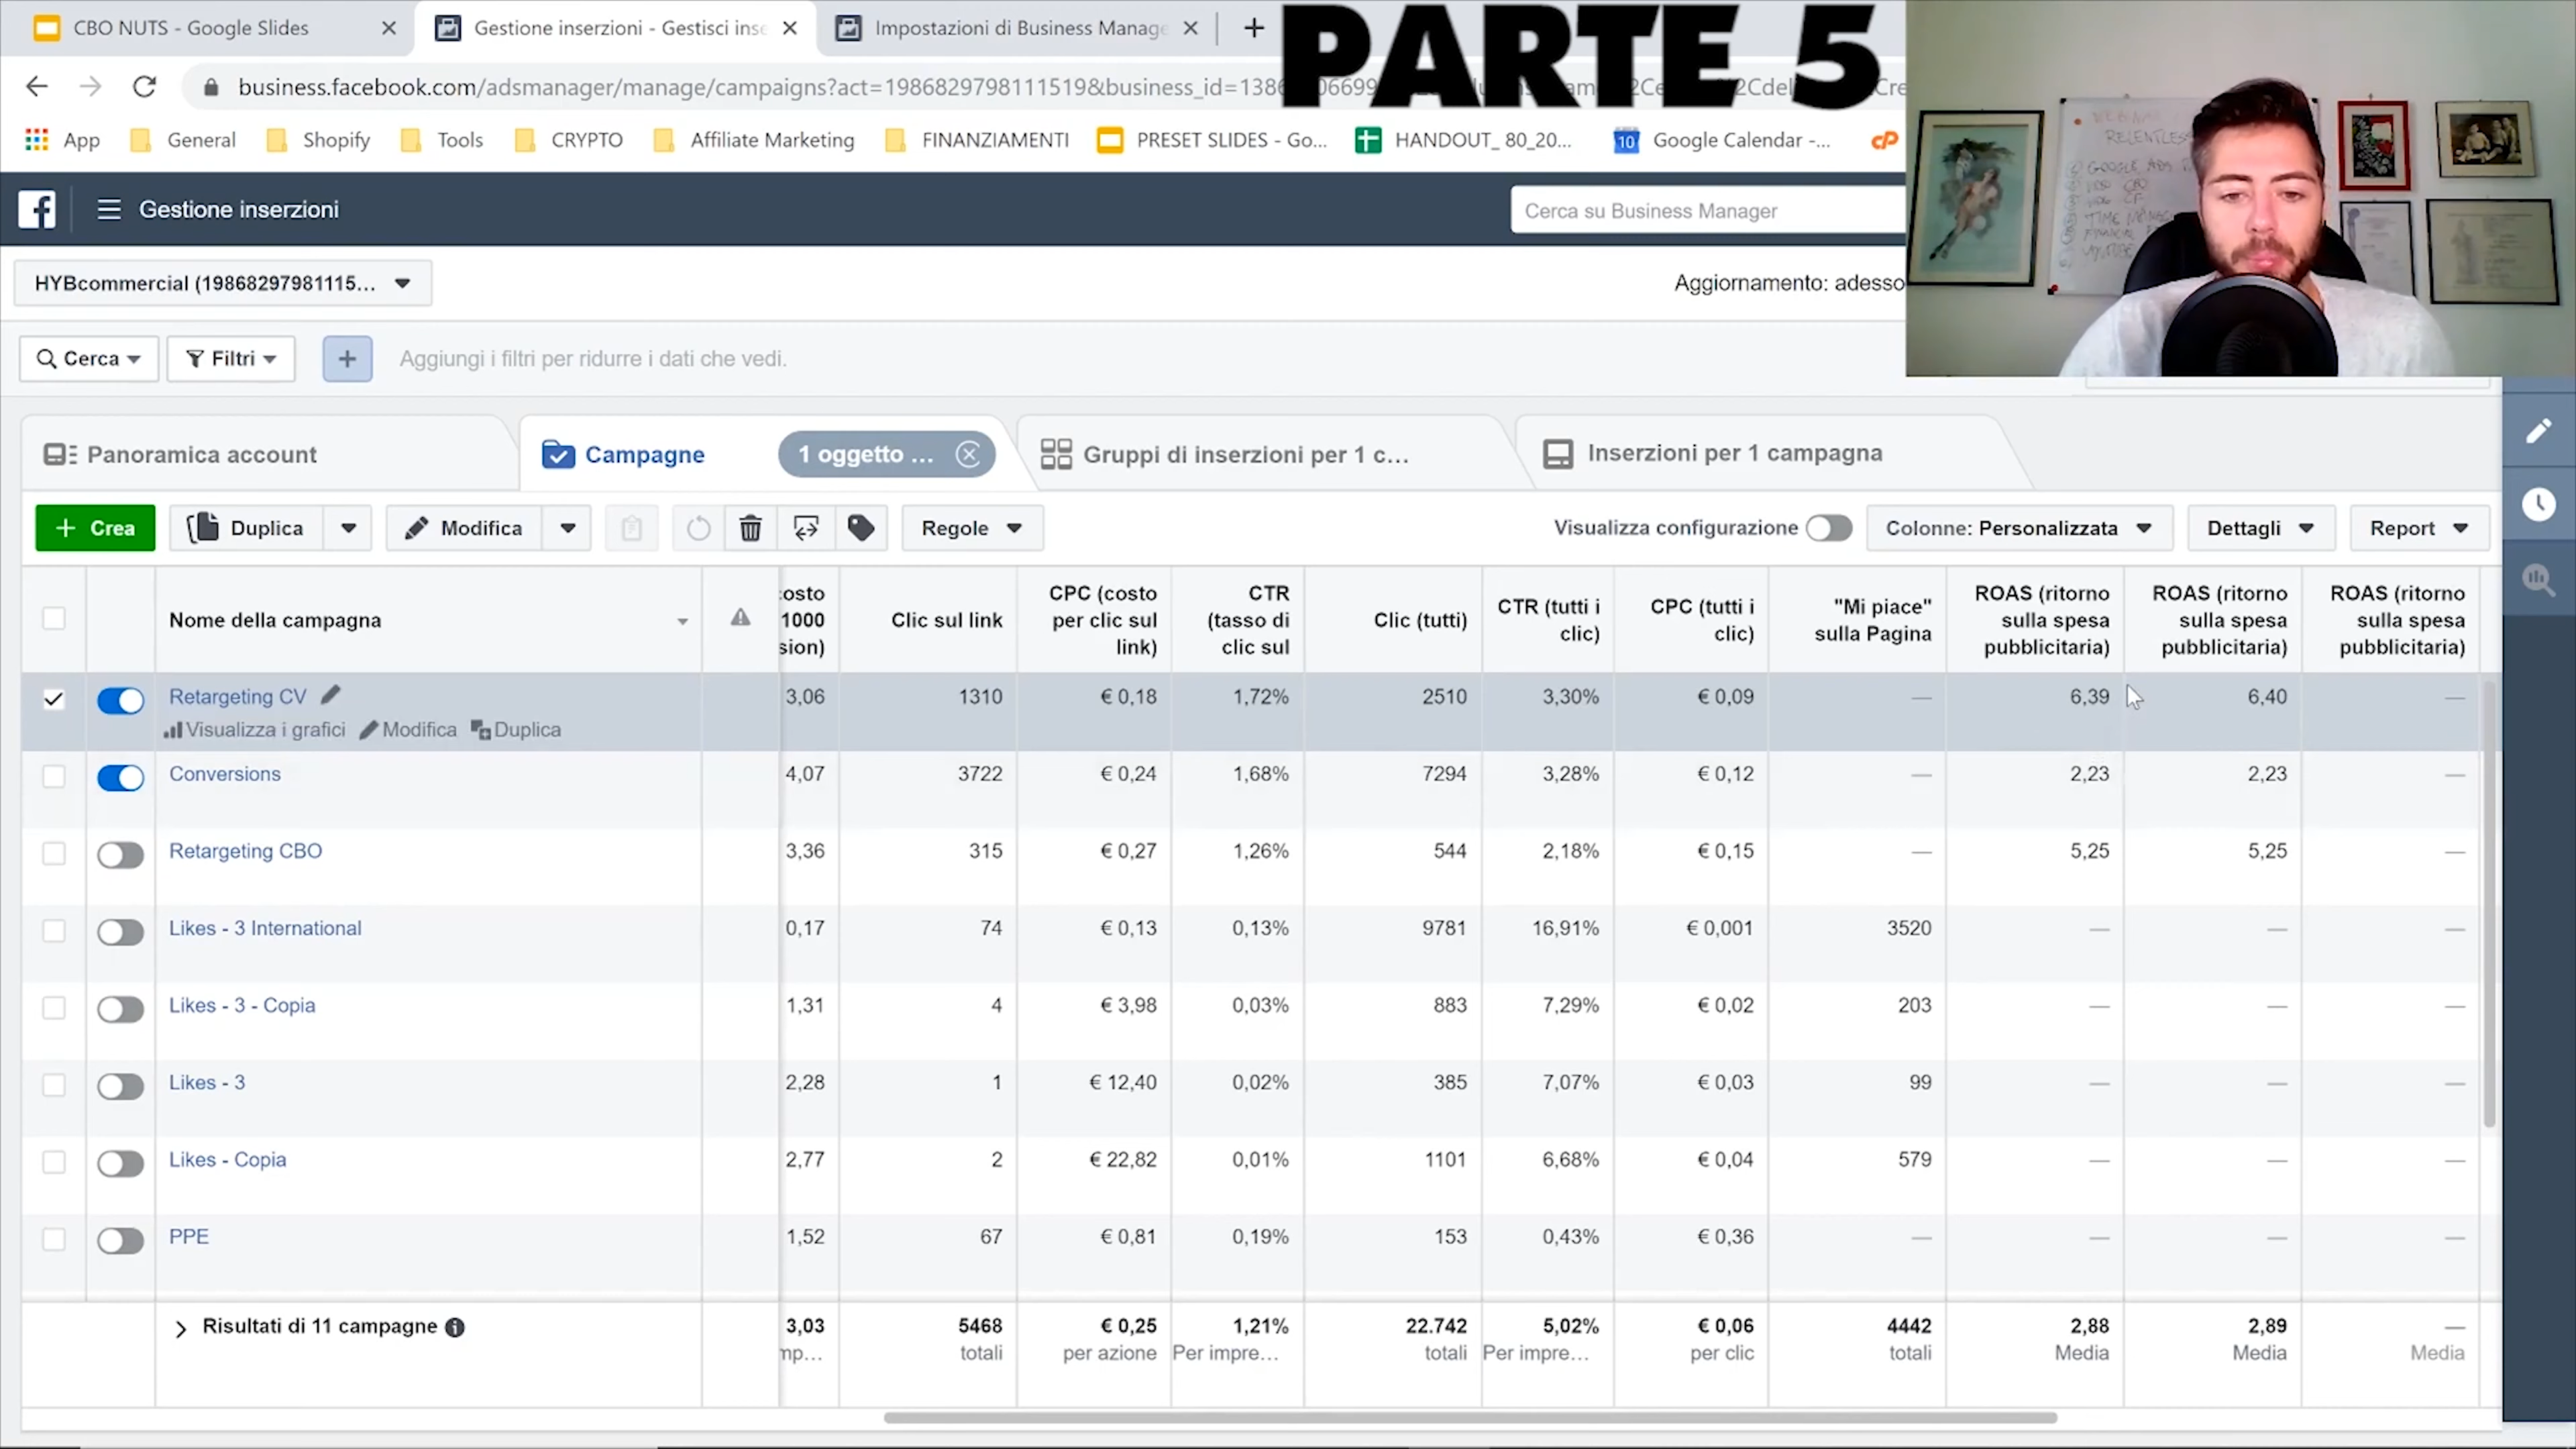 CBO NUTS - Google Slides
Gestione inserzioni - Gestisci inse
Impostazioni di Business Manage
PARTE 5
business.facebook.com/adsmanager/manage/campaigns?act=19868297981115198&business_id=138
App
General
Shopify
Tools
CRYPTO
Affiliate Marketing
FINANZIAMENTI
PRESET SLIDES - Go...
HANDOUT_ 80_20...
10
Google Calendar -...
cP
WEBINAR
RELENTLESS
GOOGLE ADS
Gestione inserzioni
Cerca su Business Manager
HYBcommercial (19868297981115...
Aggiornamento: adesso
Cerca
Filtri
Aggiungi i filtri per ridurre i dati che vedi.
Panoramica account
Campagne
1 oggetto ...
Gruppi di inserzioni per 1 c...
Inserzioni per 1 campagna
+ Crea
Duplica
Modifica
Regole
Visualizza configurazione
Colonne: Personalizzata
Dettagli
Report
Nome della campagna
costo 1000 sion)
Clic sul link
CPC (costo per clic sul link)
CTR (tasso di clic sul
Clic (tutti)
CTR (tutti i clic)
CPC (tutti i clic)
"Mi piace" sulla Pagina
ROAS (ritorno sulla spesa pubblicitaria)
ROAS (ritorno sulla spesa pubblicitaria)
ROAS (ritorno sulla spesa pubblicitaria)
Retargeting CV 3,06 1310 € 0,18 1,72% 2510 3,30% € 0,09 — 6,39 6,40 —
Visualizza i grafici Modifica Duplica
Conversions 4,07 3722 € 0,24 1,68% 7294 3,28% € 0,12 — 2,23 2,23 —
Retargeting CBO 3,36 315 € 0,27 1,26% 544 2,18% € 0,15 — 5,25 5,25 —
Likes - 3 International 0,17 74 € 0,13 0,13% 9781 16,91% € 0,001 3520 — — —
Likes - 3 - Copia 1,31 4 € 3,98 0,03% 883 7,29% € 0,02 203 — — —
Likes - 3 2,28 1 € 12,40 0,02% 385 7,07% € 0,03 99 — — —
Likes - Copia 2,77 2 € 22,82 0,01% 1101 6,68% € 0,04 579 — — —
PPE 1,52 67 € 0,81 0,19% 153 0,43% € 0,36 — — — —
Risultati di 11 campagne 3,03 5468 € 0,25 1,21% 22.742 5,02% € 0,06 4442 2,88 2,89 —
mp... totali per azione Per impre... totali Per impre... per clic totali Media Media Media